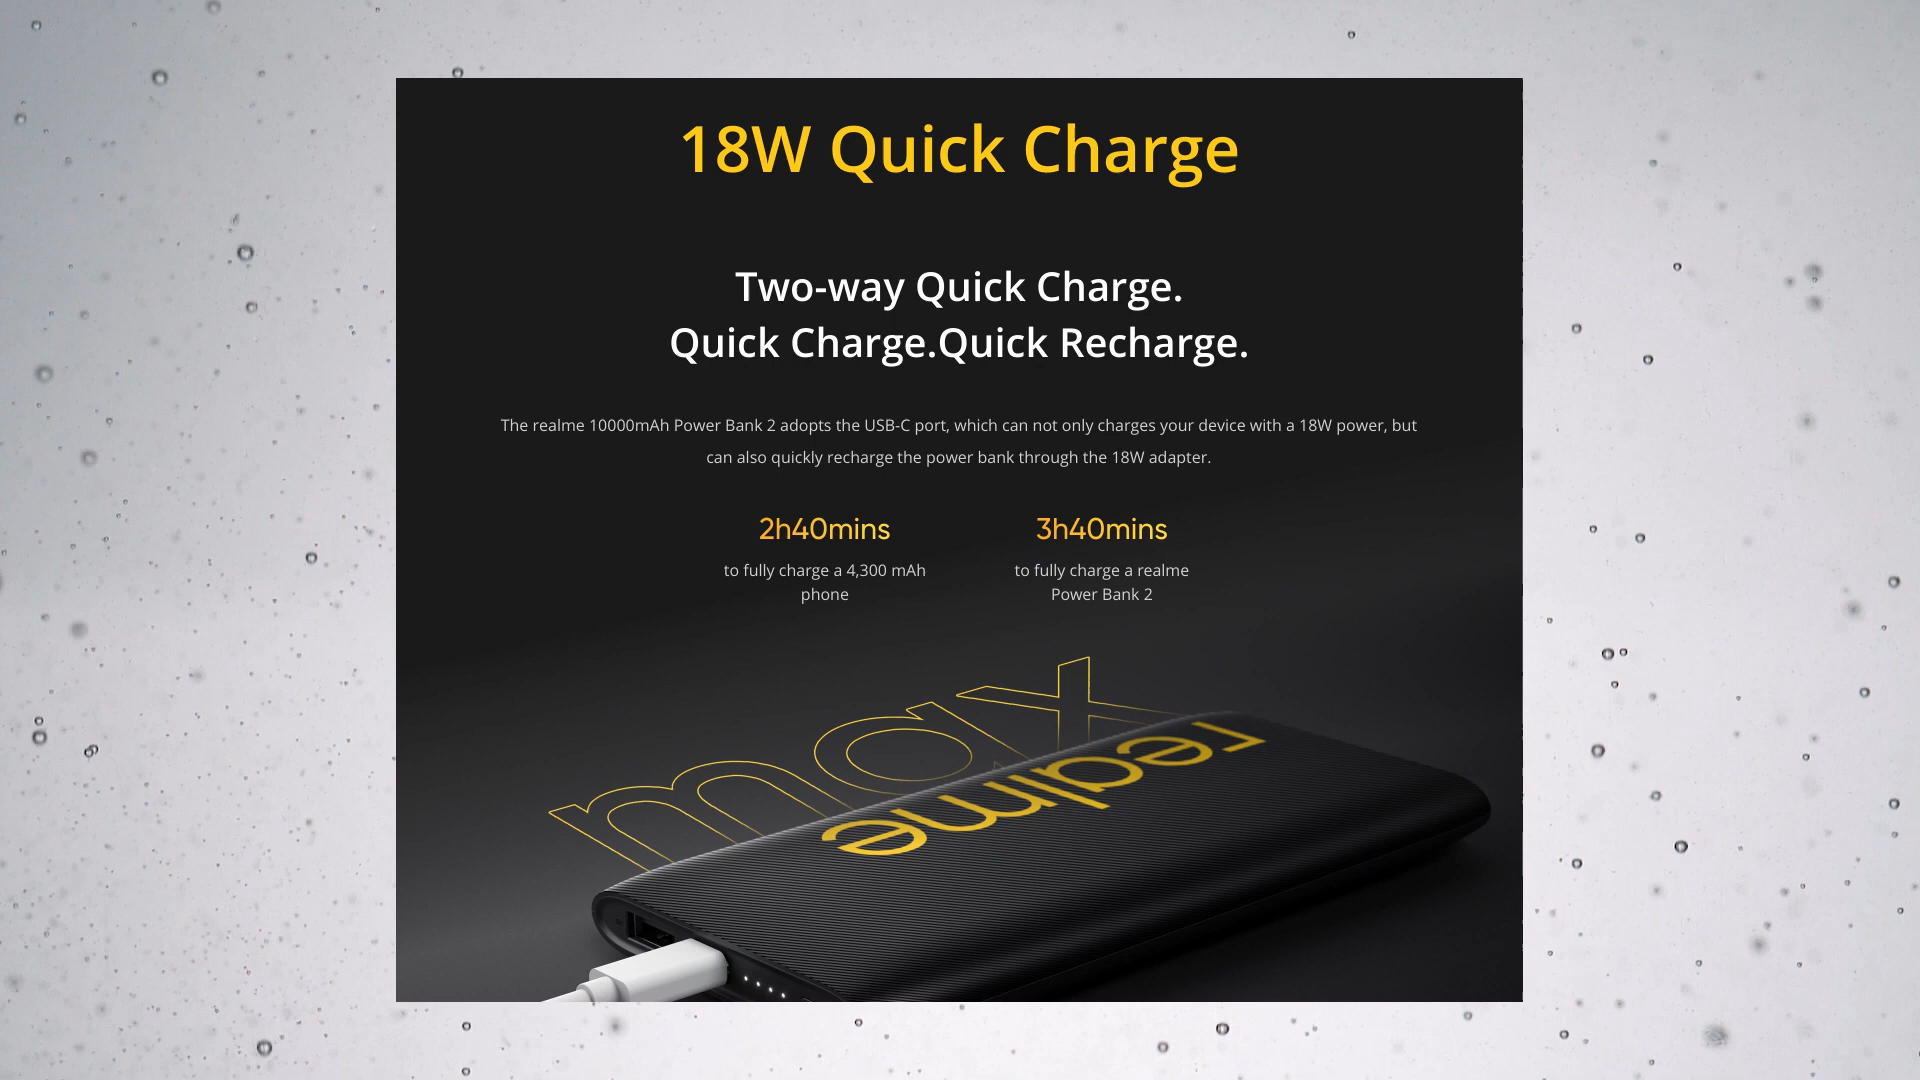 18W Quick Charge
Two-way Quick Charge.
Quick Charge.Quick Recharge.
The realme 10000mAh Power Bank 2 adopts the USB-C port, which can not only charges your device with a 18W power, but
can also quickly recharge the power bank through the 18W adapter.
2h40mins
to fully charge a 4,300 mAh
phone
3h40mins
to fully charge a realme
Power Bank 2
max
realme